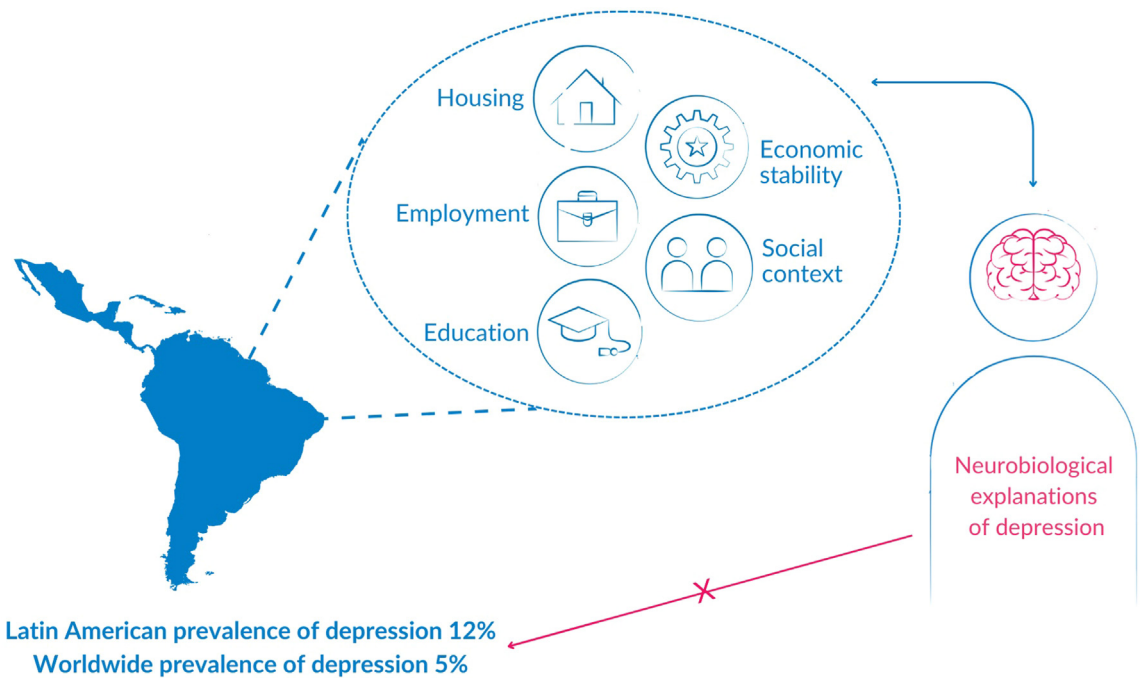 Housing
Economic
stability
Employment
Social
context
Education
Neurobiological
explanations
of depression
Latin American prevalence of depression 12%
Worldwide prevalence of depression 5%